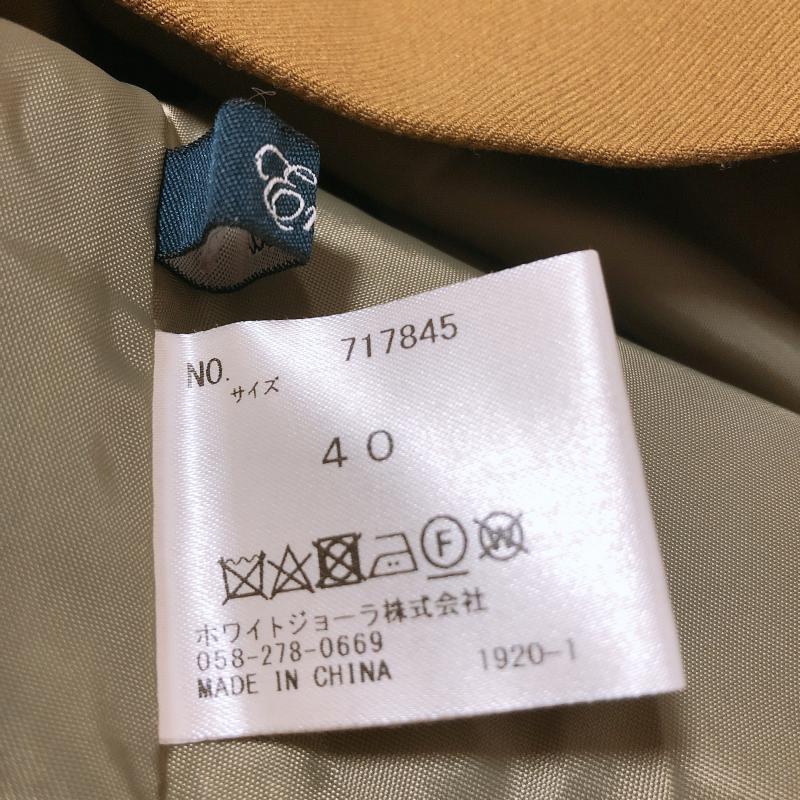 NO. 717845
サイズ
40
F W
ホワイトジョーラ株式会社
058-278-0669
MADE IN CHINA 1920-1